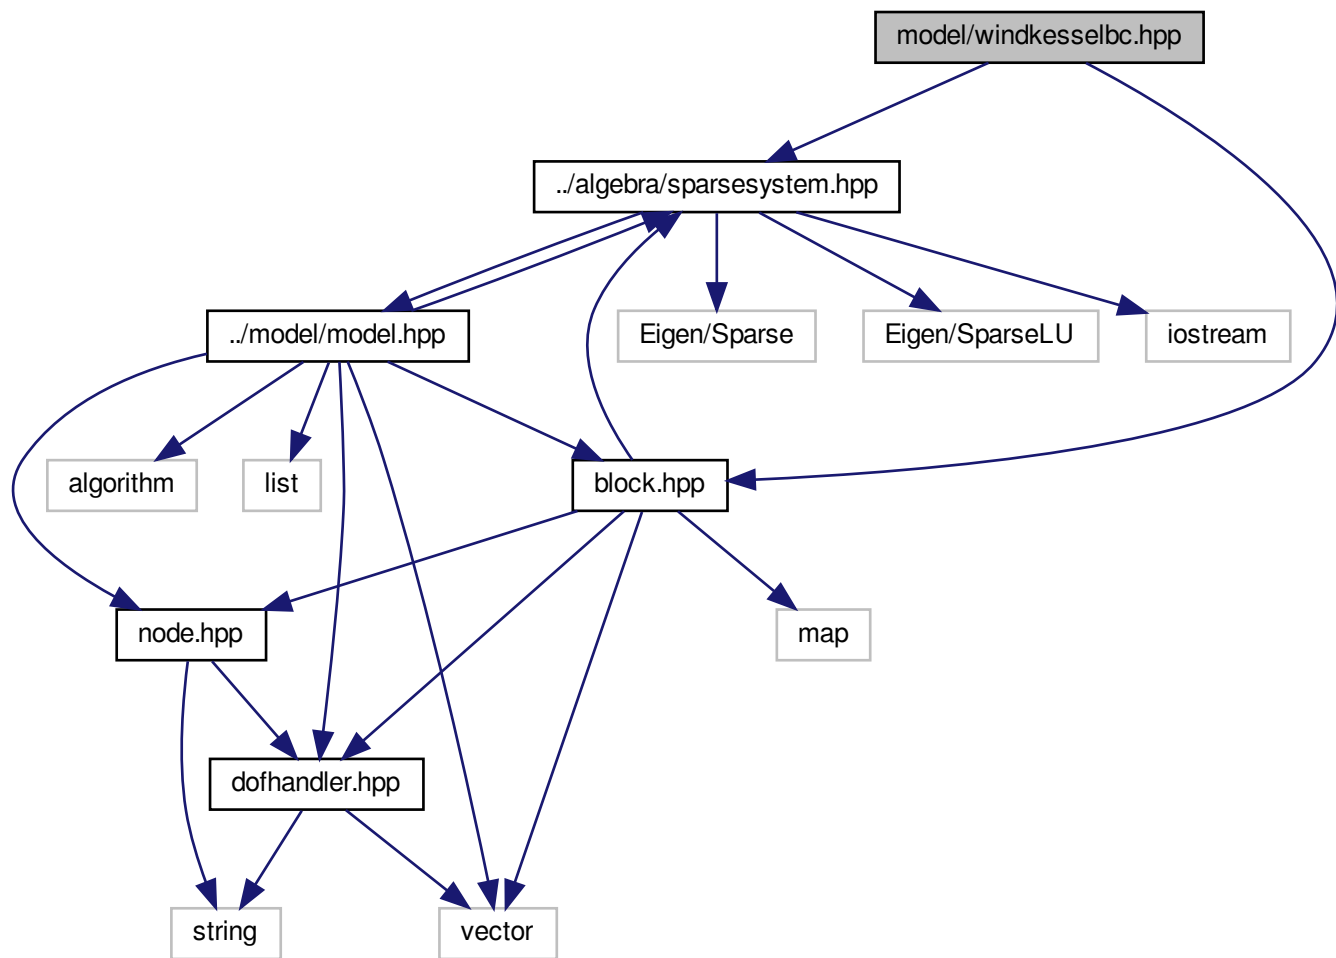 model/windkesselbc.hpp
../algebra/sparsesystem.hpp
../model/model.hpp
Eigen/Sparse
Eigen/SparseLU
iostream
algorithm
list
block.hpp
node.hpp
map
dofhandler.hpp
string
vector